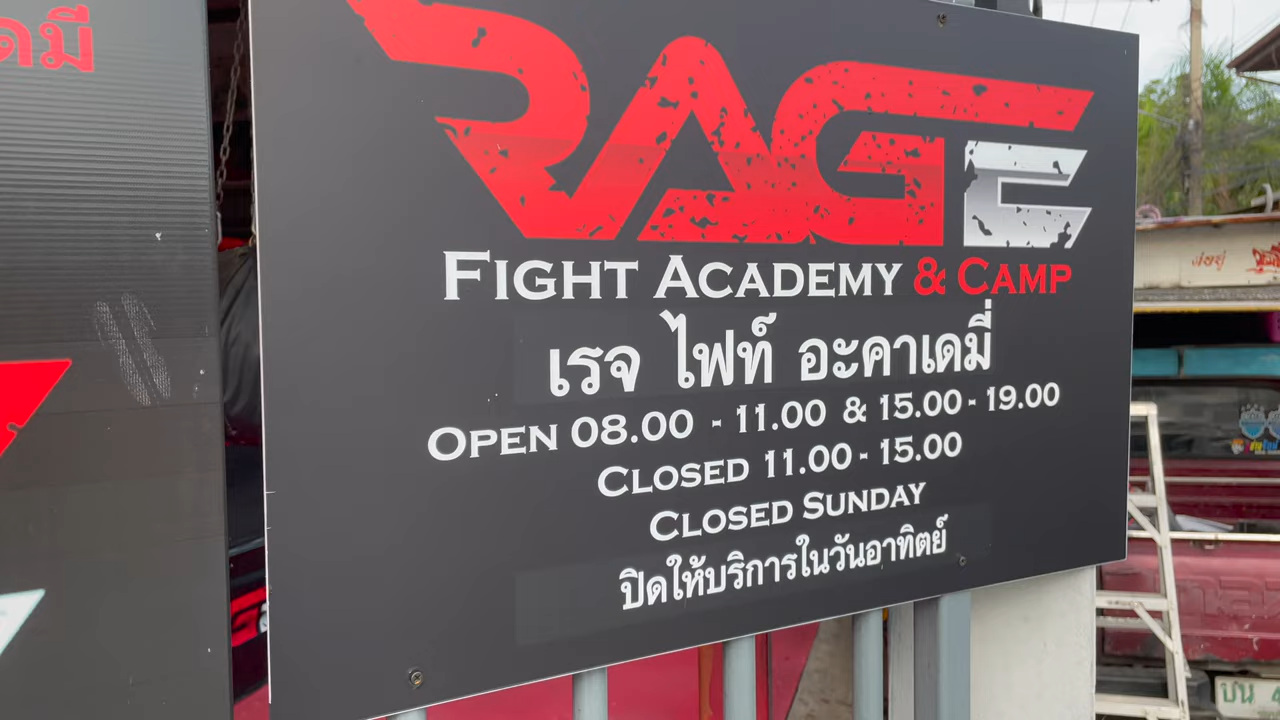 ดมี
RAGE
FIGHT ACADEMY & CAMP
เรจ ไฟท์ อะคาเดมี่
OPEN 08.00 - 11.00 & 15.00 - 19.00
CLOSED 11.00 - 15.00
CLOSED SUNDAY
ปิดให้บริการในวันอาทิตย์